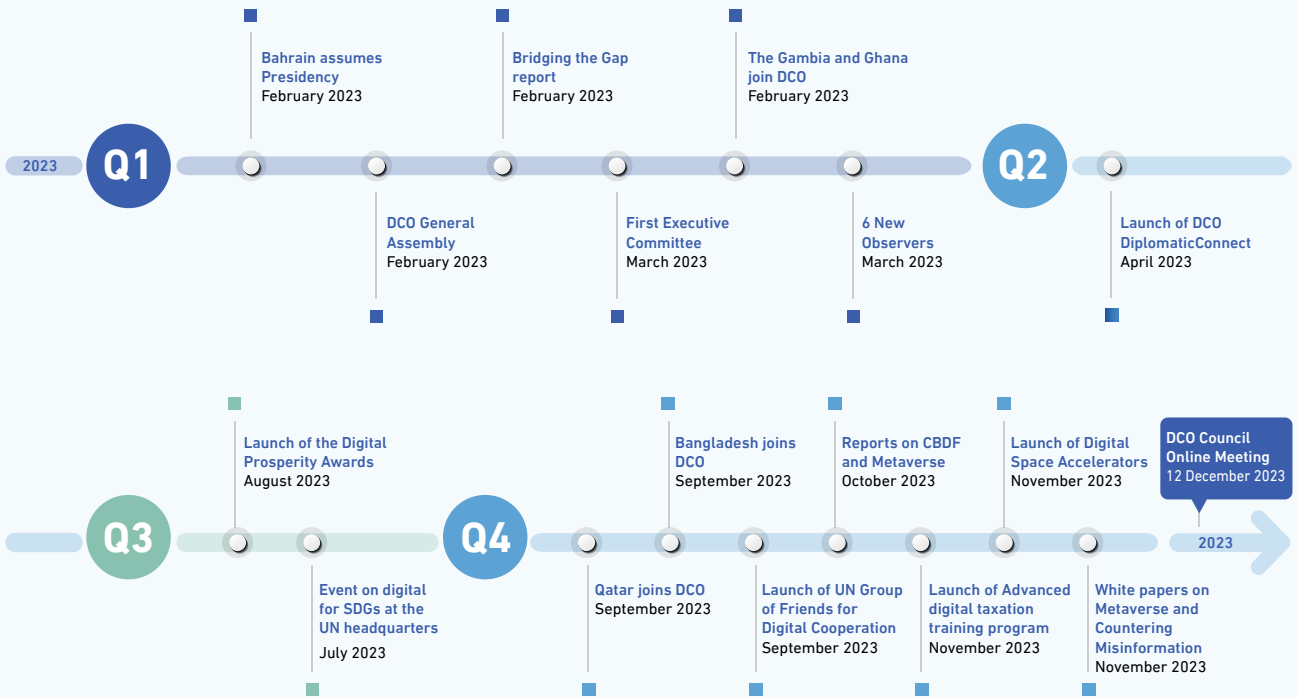 2023
Q1
Bahrain assumes
Presidency
February 2023
DCO General
Assembly
February 2023
Bridging the Gap
report
February 2023
First Executive
Committee
March 2023
The Gambia and Ghana
join DCO
February 2023
6 New
Observers
March 2023
Q2
Launch of DCO
DiplomaticConnect
April 2023
Q3
Launch of the Digital
Prosperity Awards
August 2023
Event on digital
for SDGs at the
UN headquarters
July 2023
Q4
Qatar joins DCO
September 2023
Bangladesh joins
DCO
September 2023
Launch of UN Group
of Friends for
Digital Cooperation
September 2023
Reports on CBDF
and Metaverse
October 2023
Launch of Advanced
digital taxation
training program
November 2023
Launch of Digital
Space Accelerators
November 2023
White papers on
Metaverse and
Countering
Misinformation
November 2023
DCO Council
Online Meeting
12 December 2023
2023